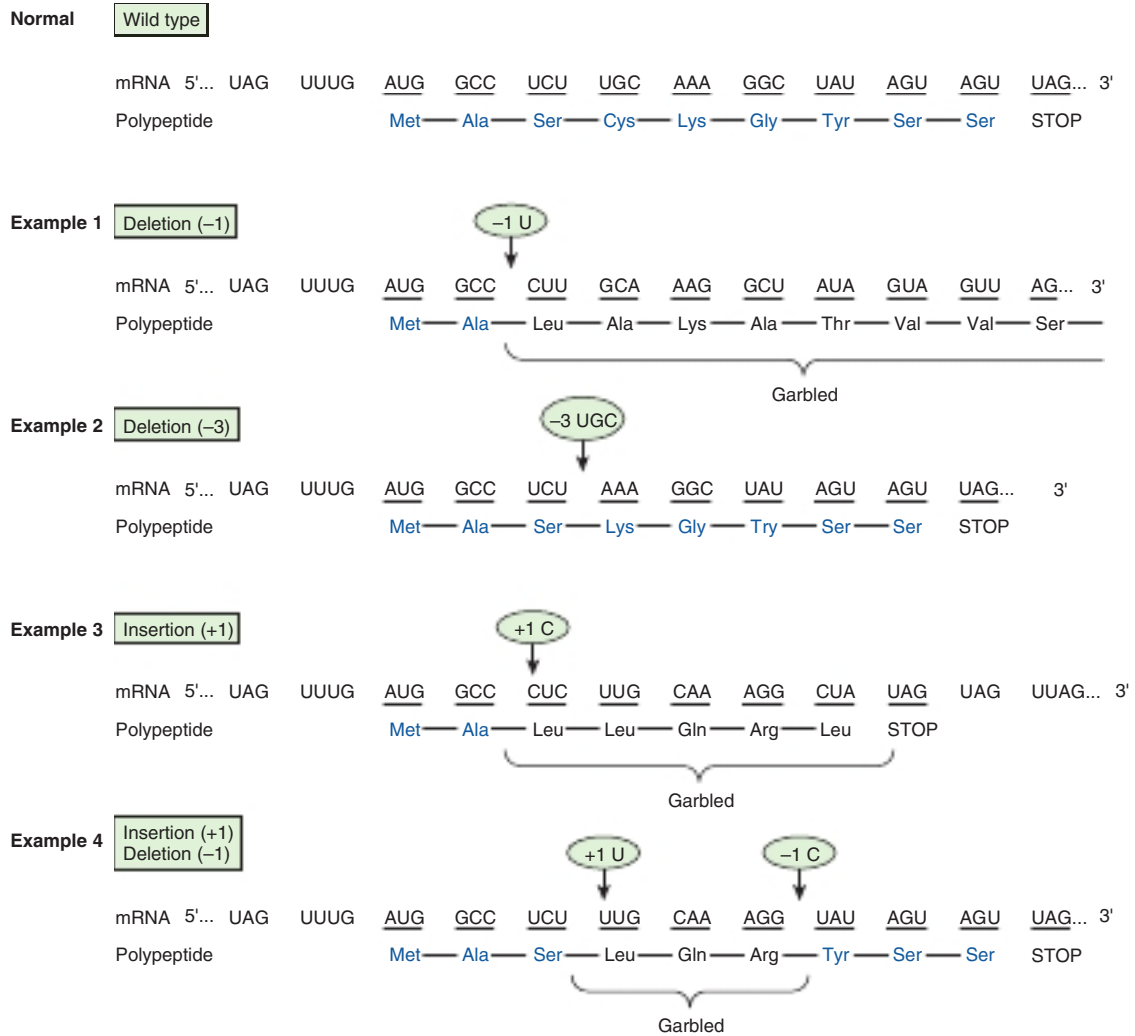 Normal Wild type
mRNA 5'... UAG UUUG AUG GCC UCU UGC AAA GGC UAU AGU AGU UAG... 3'
Polypeptide Met Ala Ser Cys Lys Gly Tyr Ser Ser STOP
Example 1 Deletion (–1) –1 U
mRNA 5'... UAG UUUG AUG GCC CUU GCA AAG GCU AUA GUA GUU AG... 3'
Polypeptide Met Ala Leu Ala Lys Ala Thr Val Val Ser
Garbled
Example 2 Deletion (–3) –3 UGC
mRNA 5'... UAG UUUG AUG GCC UCU AAA GGC UAU AGU AGU UAG... 3'
Polypeptide Met Ala Ser Lys Gly Try Ser Ser STOP
Example 3 Insertion (+1) +1 C
mRNA 5'... UAG UUUG AUG GCC CUC UUG CAA AGG CUA UAG UAG UUAG... 3'
Polypeptide Met Ala Leu Leu Gln Arg Leu STOP
Garbled
Example 4 Insertion (+1)
Deletion (–1)
+1 U –1 C
mRNA 5'... UAG UUUG AUG GCC UCU UUG CAA AGG UAU AGU AGU UAG... 3'
Polypeptide Met Ala Ser Leu Gln Arg Tyr Ser Ser STOP
Garbled